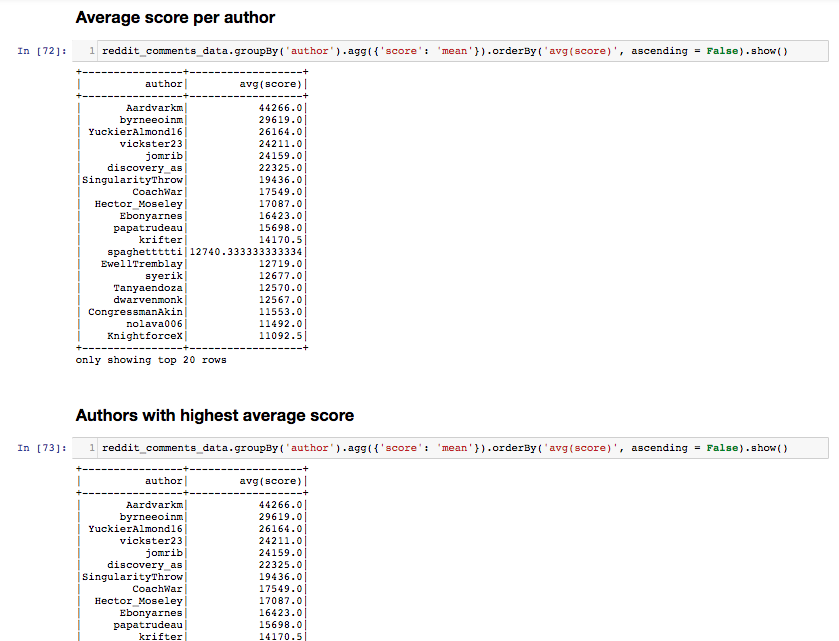 Average score per author
In [72]: 1 reddit_comments_data.groupBy('author').agg({'score': 'mean'}).orderBy('avg(score)', ascending = False).show()
+----------------+------------------+
|          author|        avg(score)|
+----------------+------------------+
|       Aardvarkm|           44266.0|
|      byrneeoinm|           29619.0|
| YuckierAlmond16|           26164.0|
|      vickster23|           24211.0|
|          jomrib|           24159.0|
|    discovery_as|           22325.0|
|SingularityThrow|           19436.0|
|        CoachWar|           17549.0|
|  Hector_Moseley|           17087.0|
|      Ebonyarnes|           16423.0|
|     papatrudeau|           15698.0|
|         krifter|           14170.5|
|    spaghettttti|12740.333333333334|
|   EwellTremblay|           12719.0|
|          syerik|           12677.0|
|     Tanyaendoza|           12570.0|
|     dwarvenmonk|           12567.0|
| CongressmanAkin|           11553.0|
|       nolava006|           11492.0|
|    KnightforceX|           11092.5|
+----------------+------------------+
only showing top 20 rows
Authors with highest average score
In [73]: 1 reddit_comments_data.groupBy('author').agg({'score': 'mean'}).orderBy('avg(score)', ascending = False).show()
+----------------+------------------+
|          author|        avg(score)|
+----------------+------------------+
|       Aardvarkm|           44266.0|
|      byrneeoinm|           29619.0|
| YuckierAlmond16|           26164.0|
|      vickster23|           24211.0|
|          jomrib|           24159.0|
|    discovery_as|           22325.0|
|SingularityThrow|           19436.0|
|        CoachWar|           17549.0|
|  Hector_Moseley|           17087.0|
|      Ebonyarnes|           16423.0|
|     papatrudeau|           15698.0|
|         krifter|           14170.5|